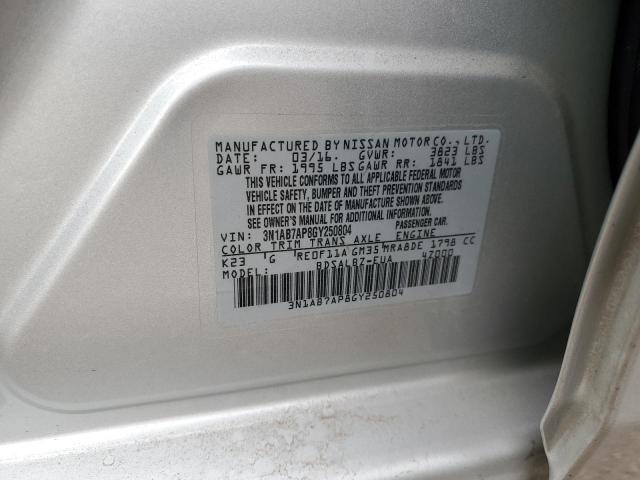 MANUFACTURED BY NISSAN MOTOR CO., LTD.
DATE: 03/16. GVWR: 3823 LBS
GAWR FR: 1995 LBS GAWR RR: 1841 LBS
THIS VEHICLE CONFORMS TO ALL APPLICABLE FEDERAL MOTOR
VEHICLE SAFETY, BUMPER AND THEFT PREVENTION STANDARDS
IN EFFECT ON THE DATE OF MANUFACTURE SHOWN ABOVE.
SEE OWNER'S MANUAL FOR ADDITIONAL INFORMATION.
VIN: 3N1AB7AP8GY250804 PASSENGER CAR.
COLOR TRIM TRANS AXLE ENGINE
K23 G RE0F11A GM35 MRA8DE 1798 CC
BDSALBZ-EUA 4Z000
3N1AB7AP8GY250804